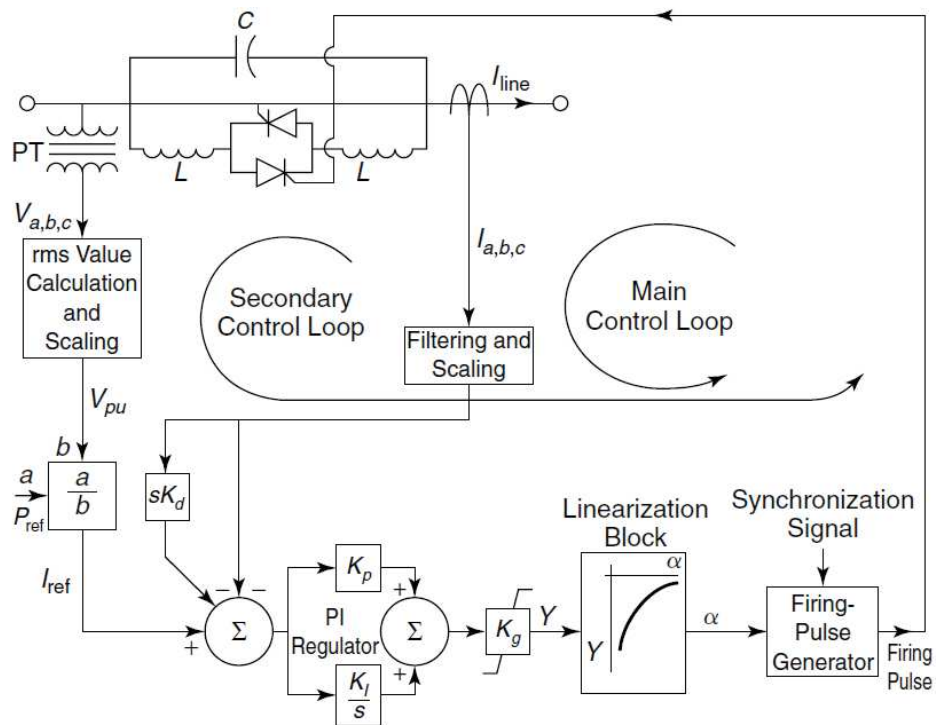 C
I_line
PT
L
L
V_a,b,c
I_a,b,c
rms Value
Calculation
and
Scaling
Secondary
Control Loop
Main
Control Loop
Filtering and
Scaling
V_pu
b
a
P_ref
a
b
sK_d
Linearization
Block
Synchronization
Signal
I_ref
− −
+
Σ
K_p
PI
Regulator
K_I
s
+
+
Σ
K_g
Y
α
Y
α
Firing-
Pulse
Generator
Firing
Pulse